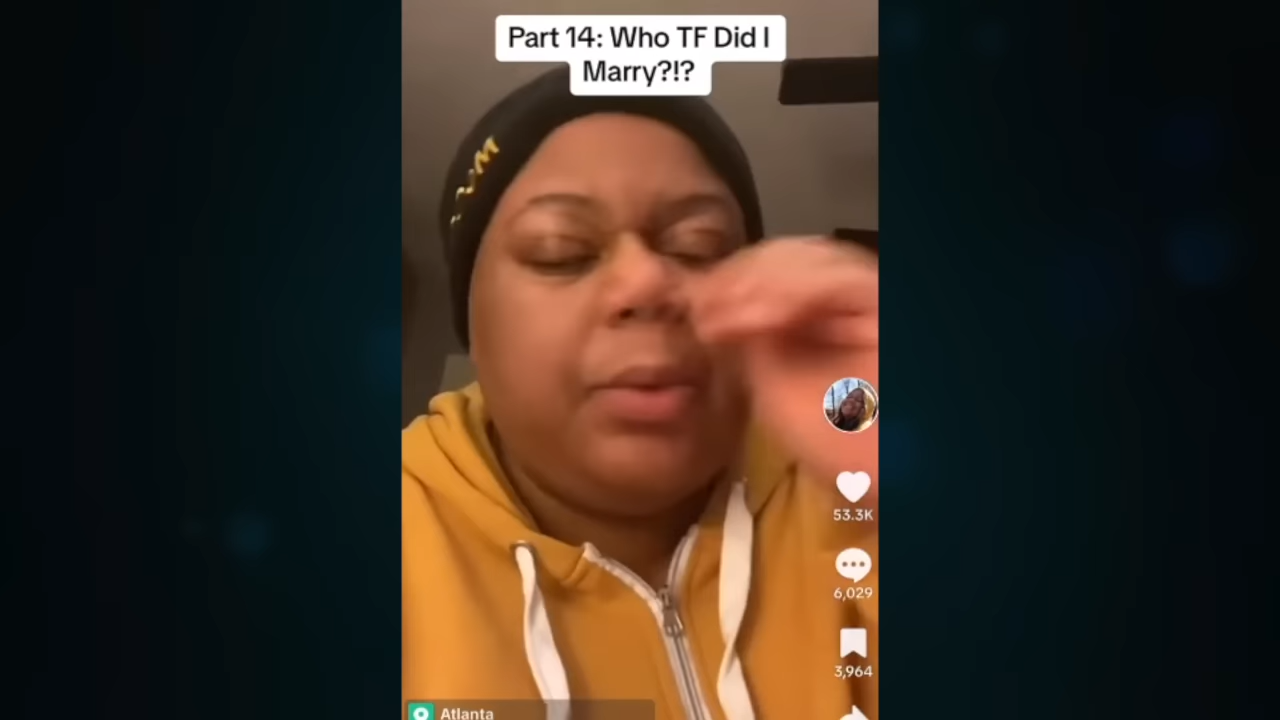 Part 14: Who TF Did I
Marry?!?
53.3K
6,029
3,964
Atlanta